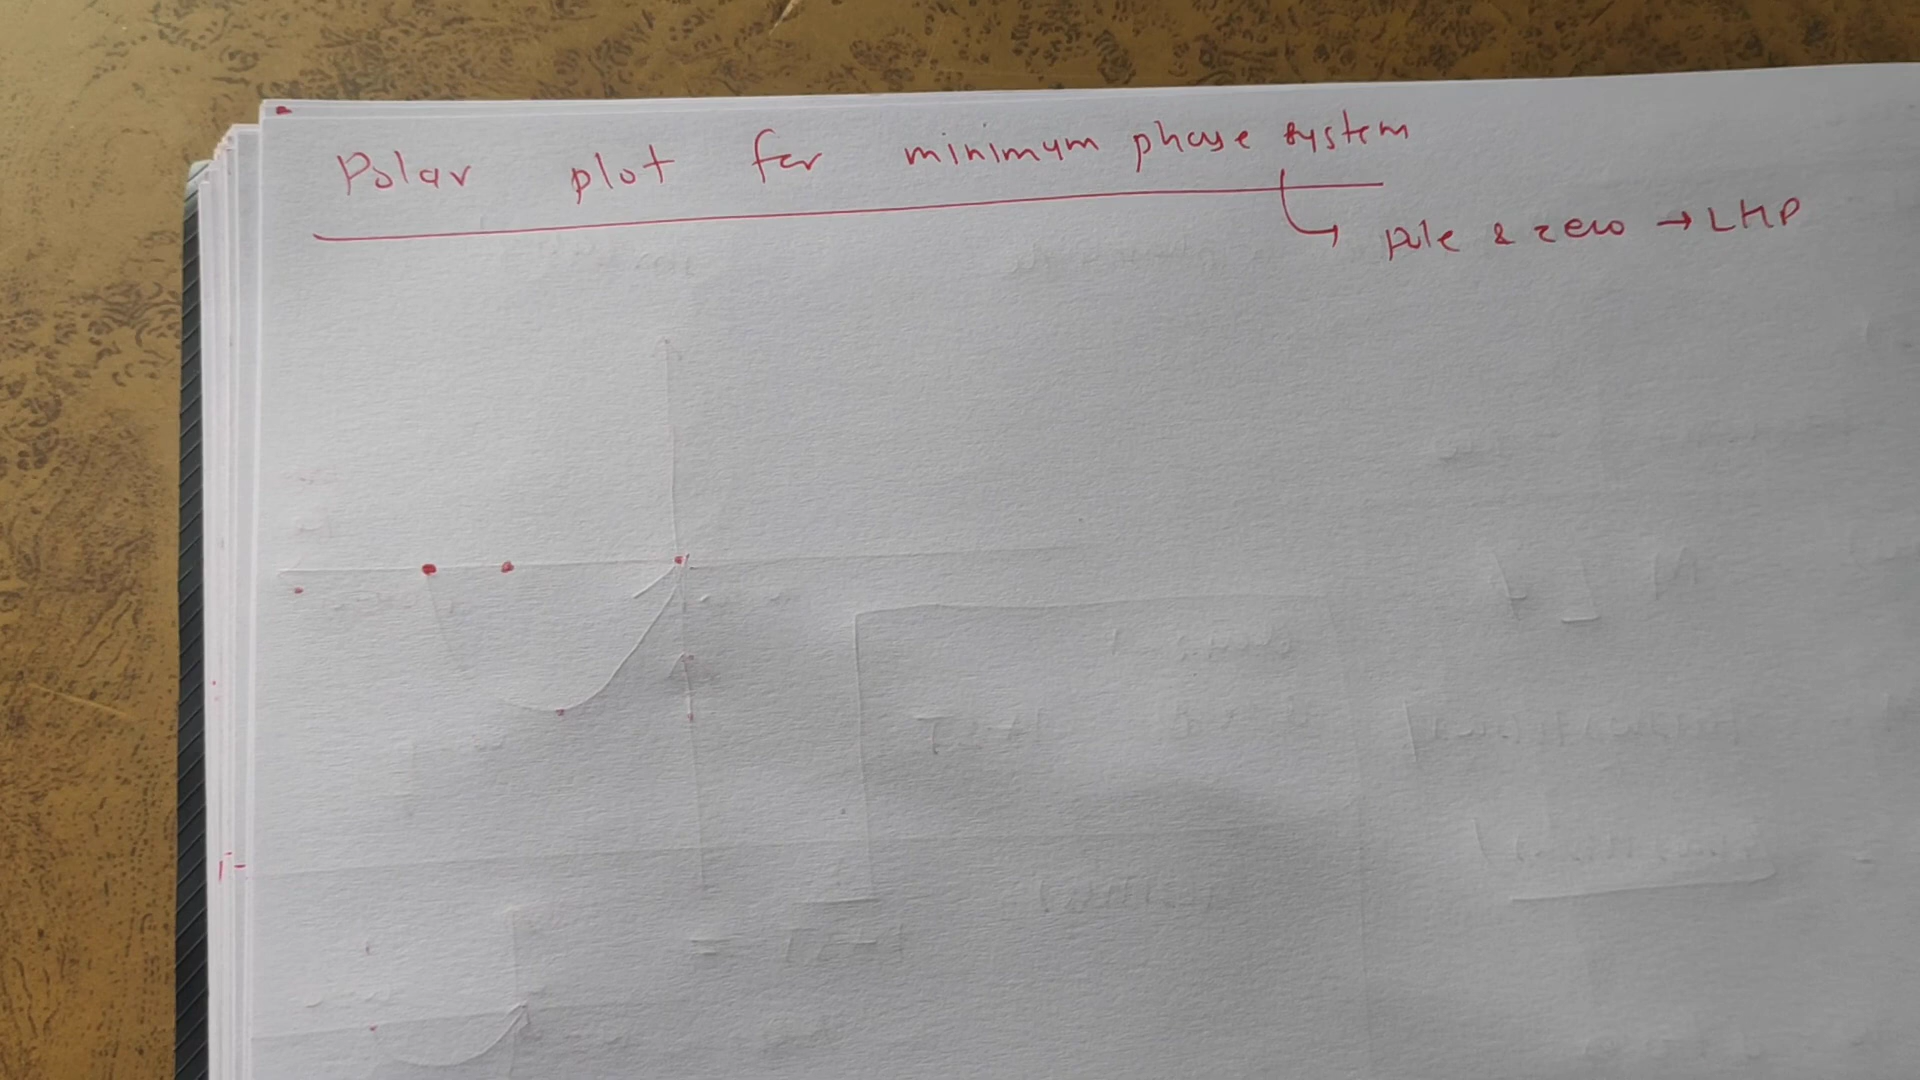 Polar plot for minimum phase system
↳ pole & zero → LHP